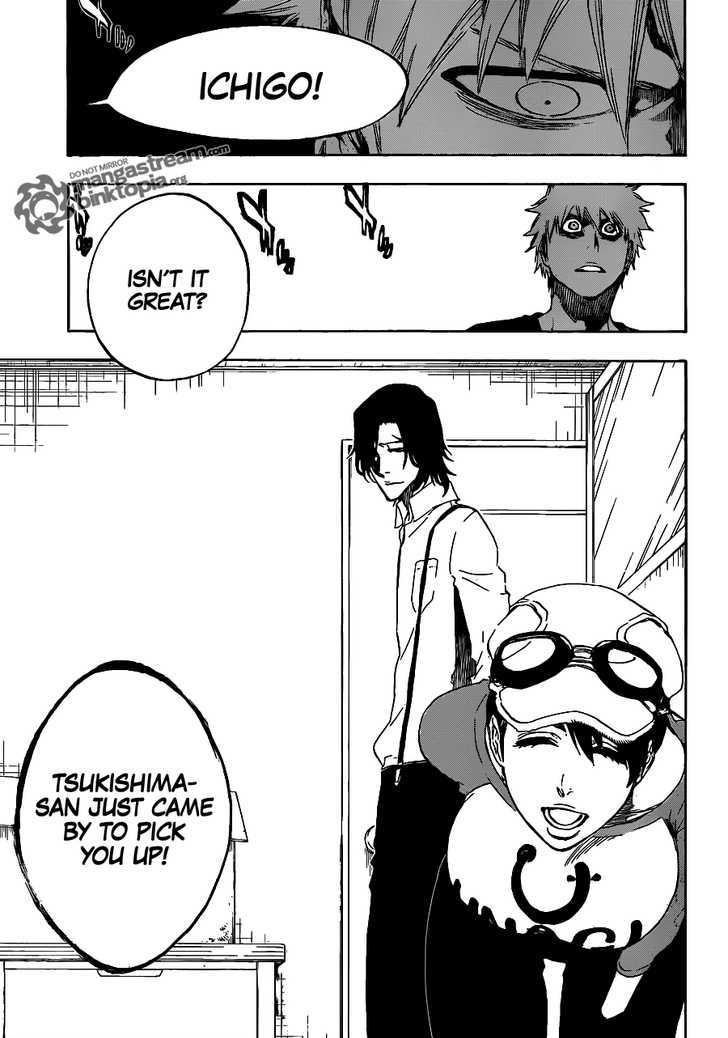 ICHIGO!
DO NOT MIRROR
mangastream.com
binktopia.org
ISN'T IT
GREAT?
TSUKISHIMA-
SAN JUST CAME
BY TO PICK
YOU UP!